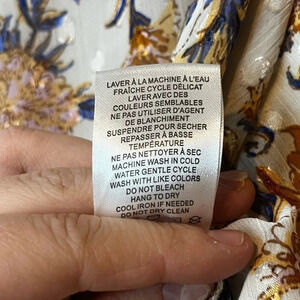 LAVER À LA MACHINE À L'EAU
FRAÎCHE CYCLE DÉLICAT
LAVER AVEC DES
COULEURS SEMBLABLES
NE PAS UTILISER D'AGENT
DE BLANCHIMENT
SUSPENDRE POUR SECHER
REPASSER À BASSE
TEMPÉRATURE
NE PAS NETTOYER À SEC
MACHINE WASH IN COLD
WATER GENTLE CYCLE
WASH WITH LIKE COLORS
DO NOT BLEACH
HANG TO DRY
COOL IRON IF NEEDED
DO NOT DRY CLEAN